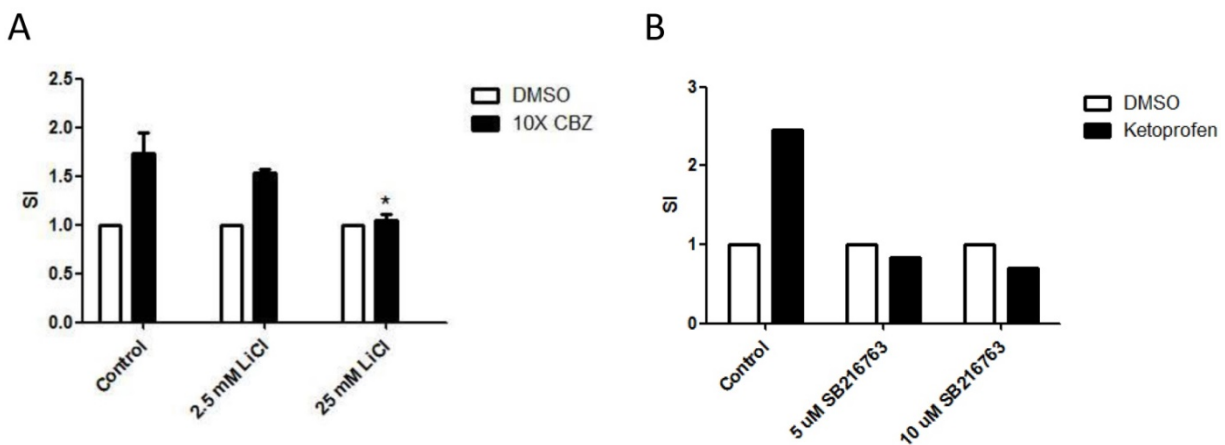 A
SI
2.5
2.0
1.5
1.0
0.5
0.0
*
Control
2.5 mM LiCl
25 mM LiCl
DMSO
10X CBZ
B
SI
3
2
1
0
Control
5 uM SB216763
10 uM SB216763
DMSO
Ketoprofen